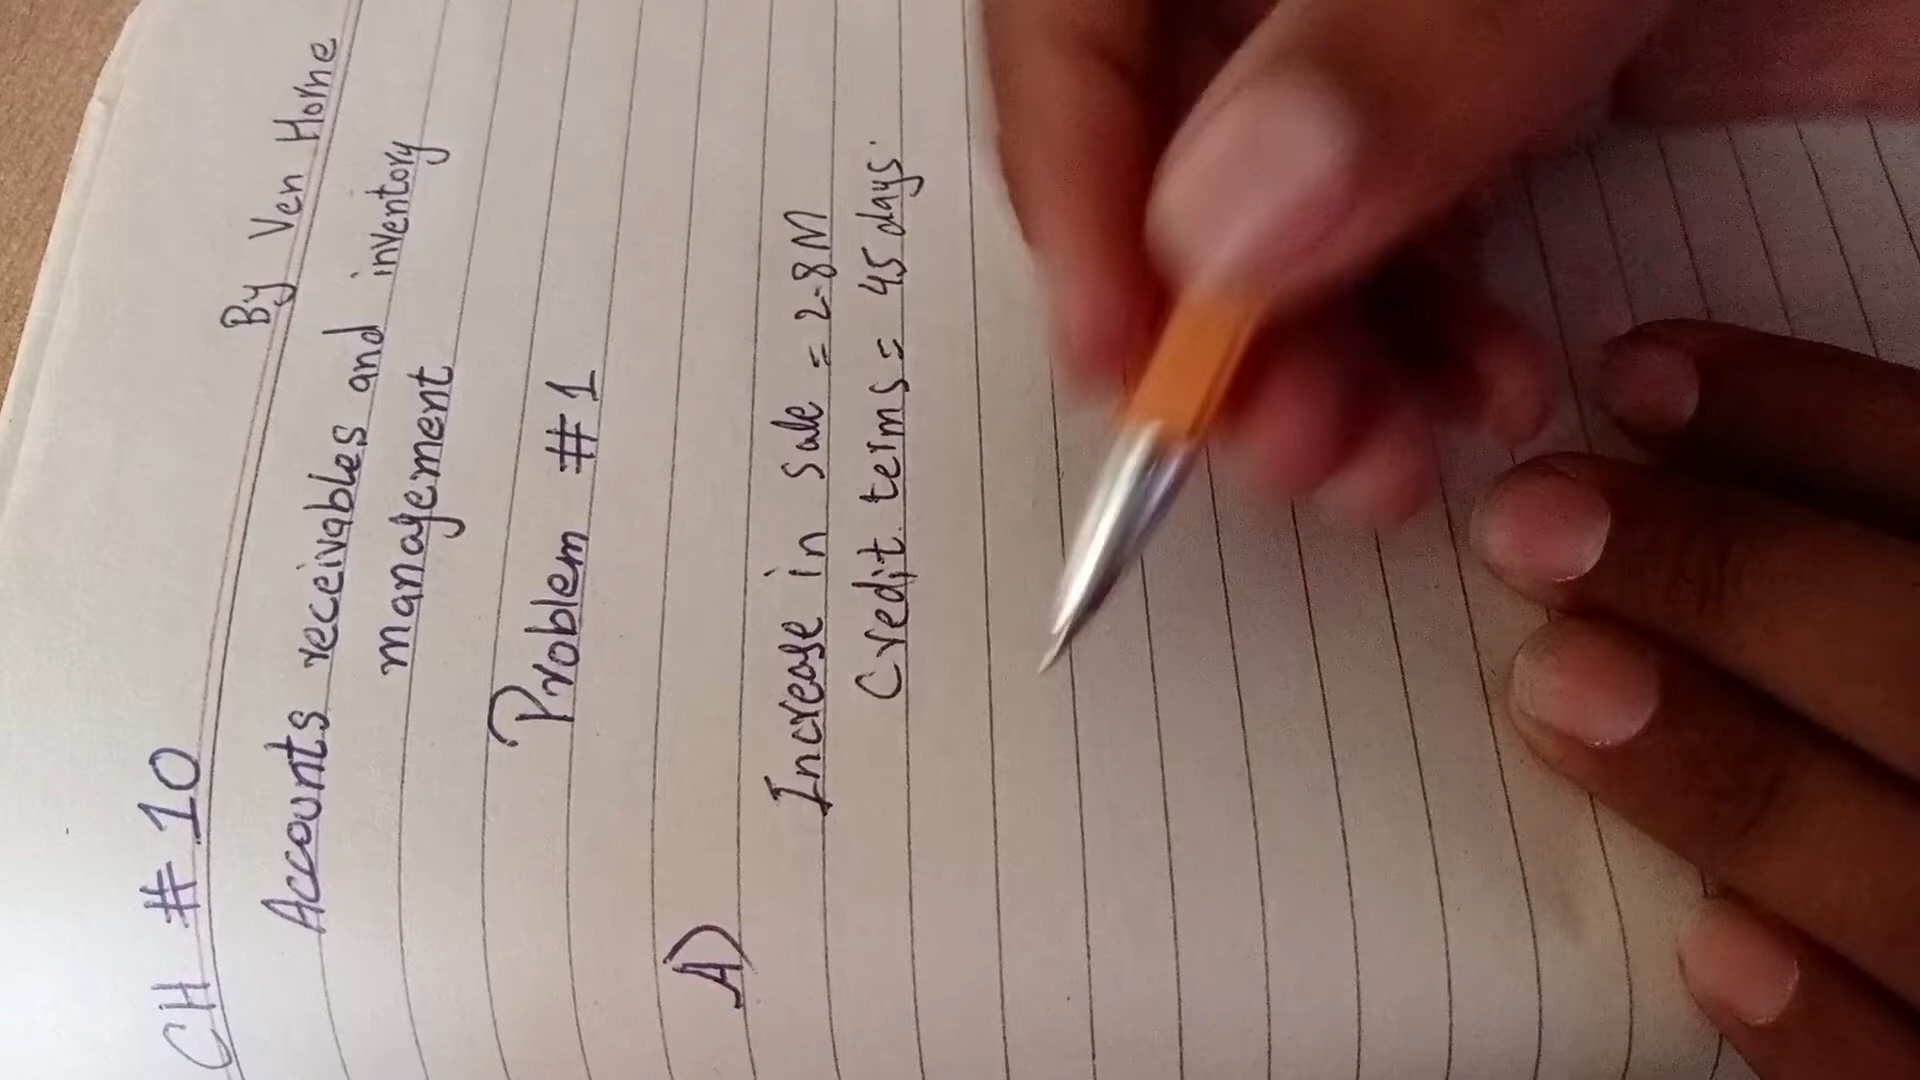 CH # 10
By Ven Horne
Accounts receivables and inventory
management
Problem # 1
A)
Increase in sale = 2.8M
Credit terms = 45 days